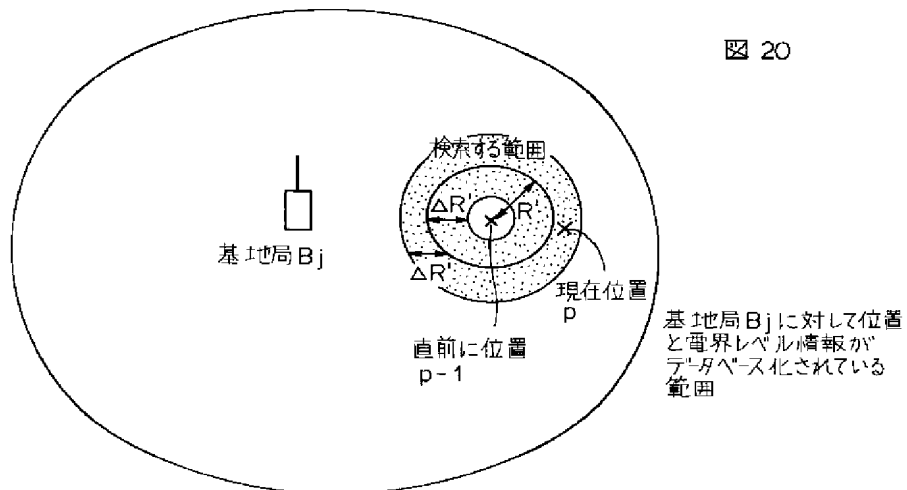 図 20
検索する範囲
ΔR'
R'
ΔR'
基地局Bj
現在位置
p
直前に位置
p-1
基地局Bjに対して位置
と電界レベル情報が
データベース化されている
範囲